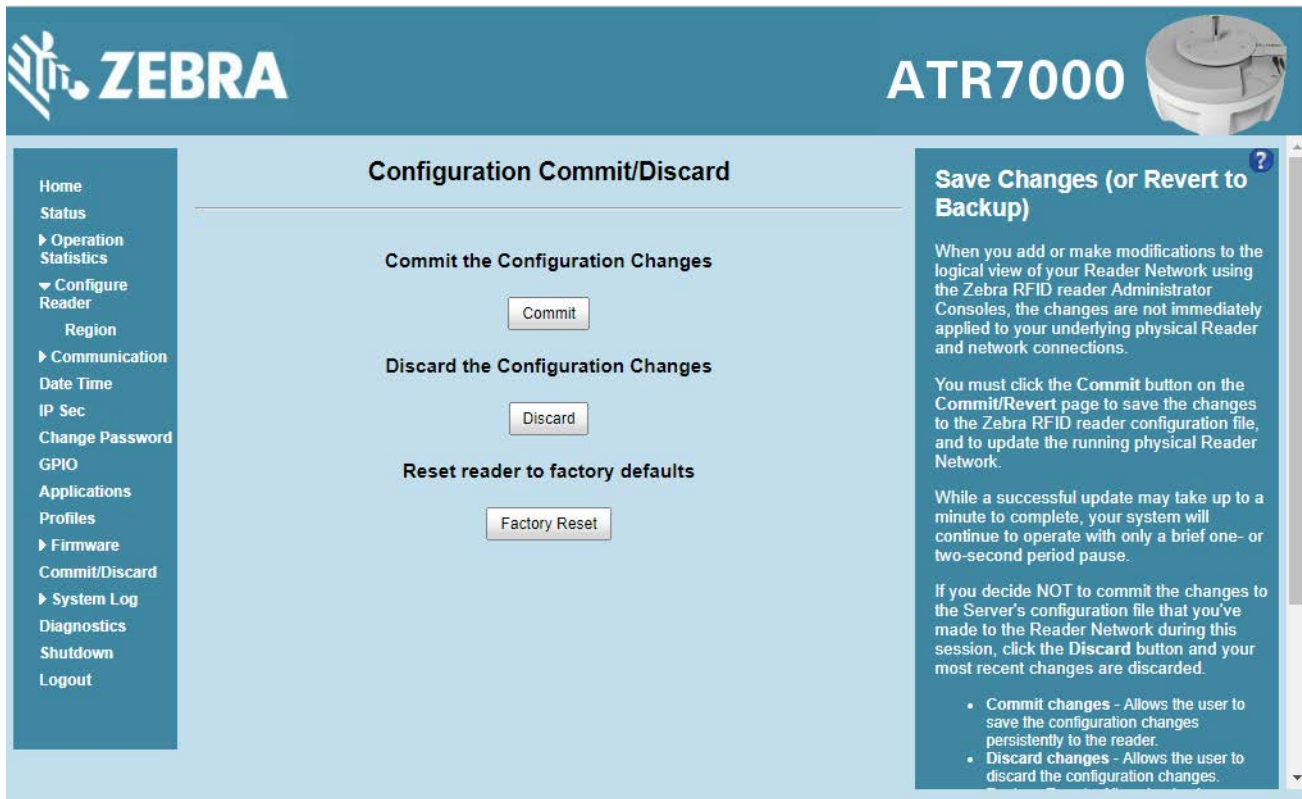 ZEBRA
ATR7000
Home
Status
Operation
Statistics
Configure
Reader
Region
Communication
Date Time
IP Sec
Change Password
GPIO
Applications
Profiles
Firmware
Commit/Discard
System Log
Diagnostics
Shutdown
Logout
Configuration Commit/Discard
Commit the Configuration Changes
Commit
Discard the Configuration Changes
Discard
Reset reader to factory defaults
Factory Reset
?
Save Changes (or Revert to
Backup)
When you add or make modifications to the
logical view of your Reader Network using
the Zebra RFID reader Administrator
Consoles, the changes are not immediately
applied to your underlying physical Reader
and network connections.
You must click the Commit button on the
Commit/Revert page to save the changes
to the Zebra RFID reader configuration file,
and to update the running physical Reader
Network.
While a successful update may take up to a
minute to complete, your system will
continue to operate with only a brief one- or
two-second period pause.
If you decide NOT to commit the changes to
the Server's configuration file that you've
made to the Reader Network during this
session, click the Discard button and your
most recent changes are discarded.
• Commit changes - Allows the user to
save the configuration changes
persistently to the reader.
• Discard changes - Allows the user to
discard the configuration changes.